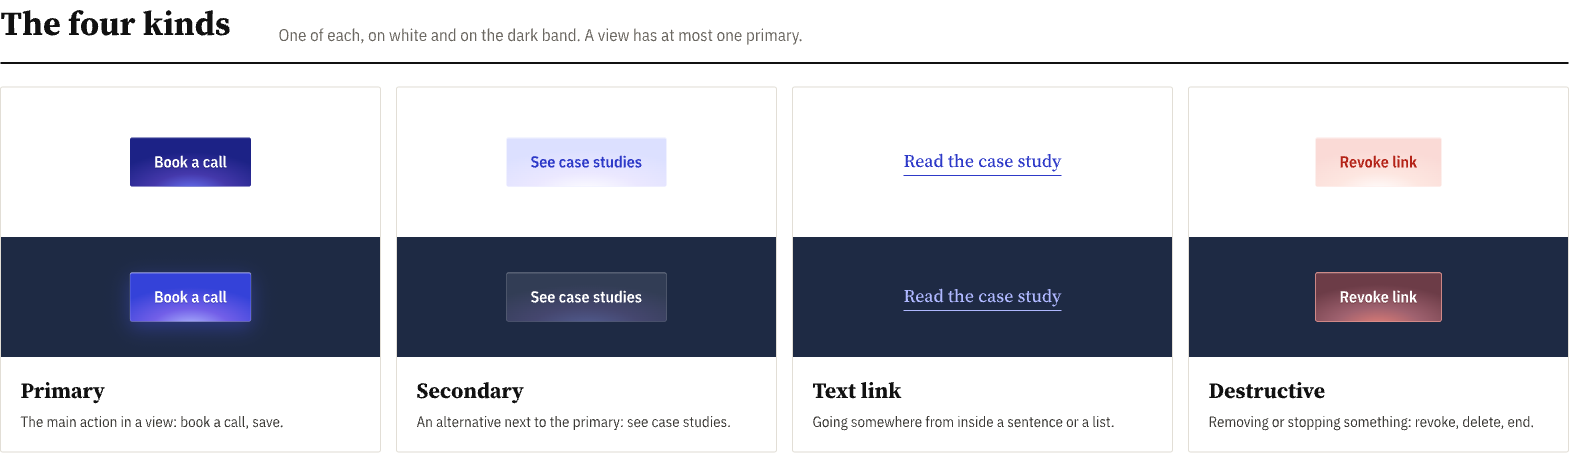 The four kinds
One of each, on white and on the dark band. A view has at most one primary.
Book a call
See case studies
Read the case study
Revoke link
Book a call
See case studies
Read the case study
Revoke link
Primary
The main action in a view: book a call, save.
Secondary
An alternative next to the primary: see case studies.
Text link
Going somewhere from inside a sentence or a list.
Destructive
Removing or stopping something: revoke, delete, end.